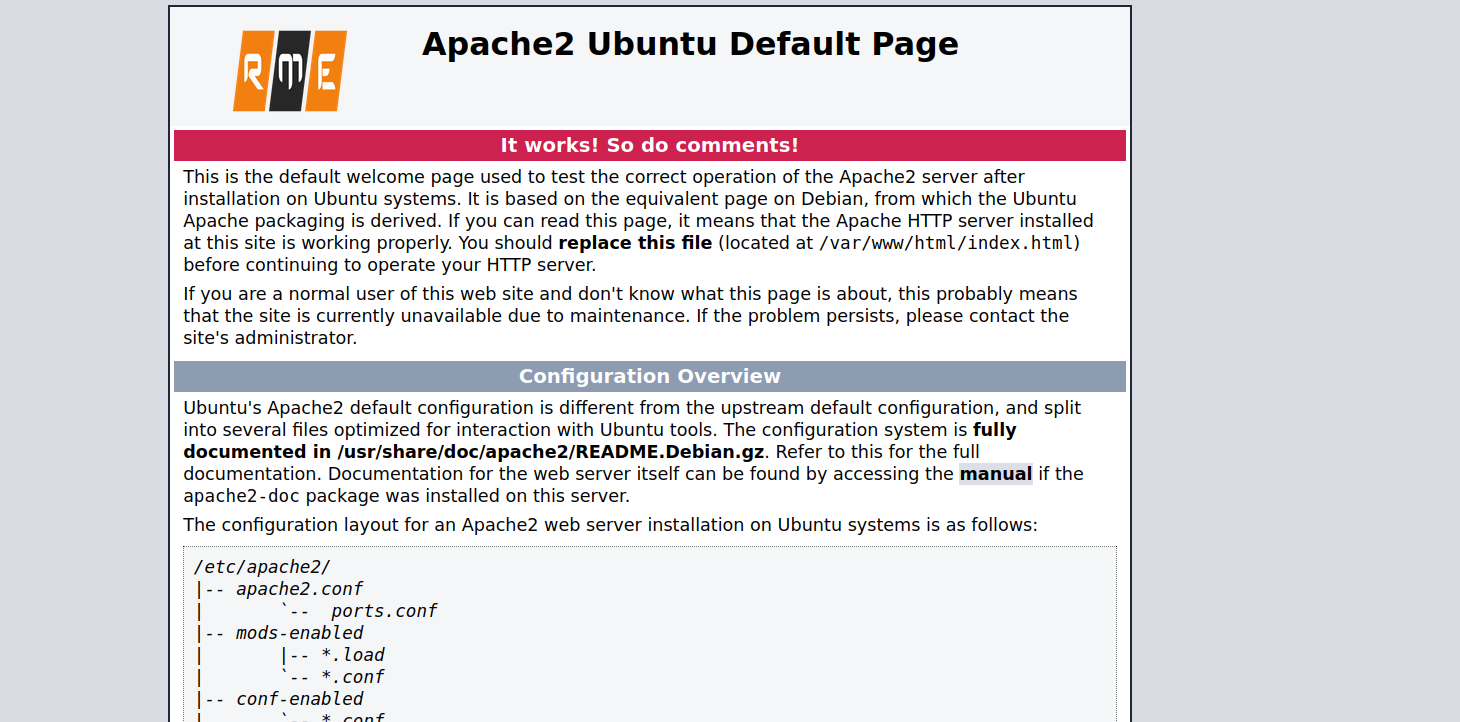 RME
Apache2 Ubuntu Default Page
It works! So do comments!
This is the default welcome page used to test the correct operation of the Apache2 server after
installation on Ubuntu systems. It is based on the equivalent page on Debian, from which the Ubuntu
Apache packaging is derived. If you can read this page, it means that the Apache HTTP server installed
at this site is working properly. You should replace this file (located at /var/www/html/index.html)
before continuing to operate your HTTP server.
If you are a normal user of this web site and don't know what this page is about, this probably means
that the site is currently unavailable due to maintenance. If the problem persists, please contact the
site's administrator.
Configuration Overview
Ubuntu's Apache2 default configuration is different from the upstream default configuration, and split
into several files optimized for interaction with Ubuntu tools. The configuration system is fully
documented in /usr/share/doc/apache2/README.Debian.gz. Refer to this for the full
documentation. Documentation for the web server itself can be found by accessing the manual if the
apache2-doc package was installed on this server.
The configuration layout for an Apache2 web server installation on Ubuntu systems is as follows:
/etc/apache2/
|-- apache2.conf
|       `--  ports.conf
|-- mods-enabled
|       |-- *.load
|       `-- *.conf
|-- conf-enabled
|       `-- *.conf